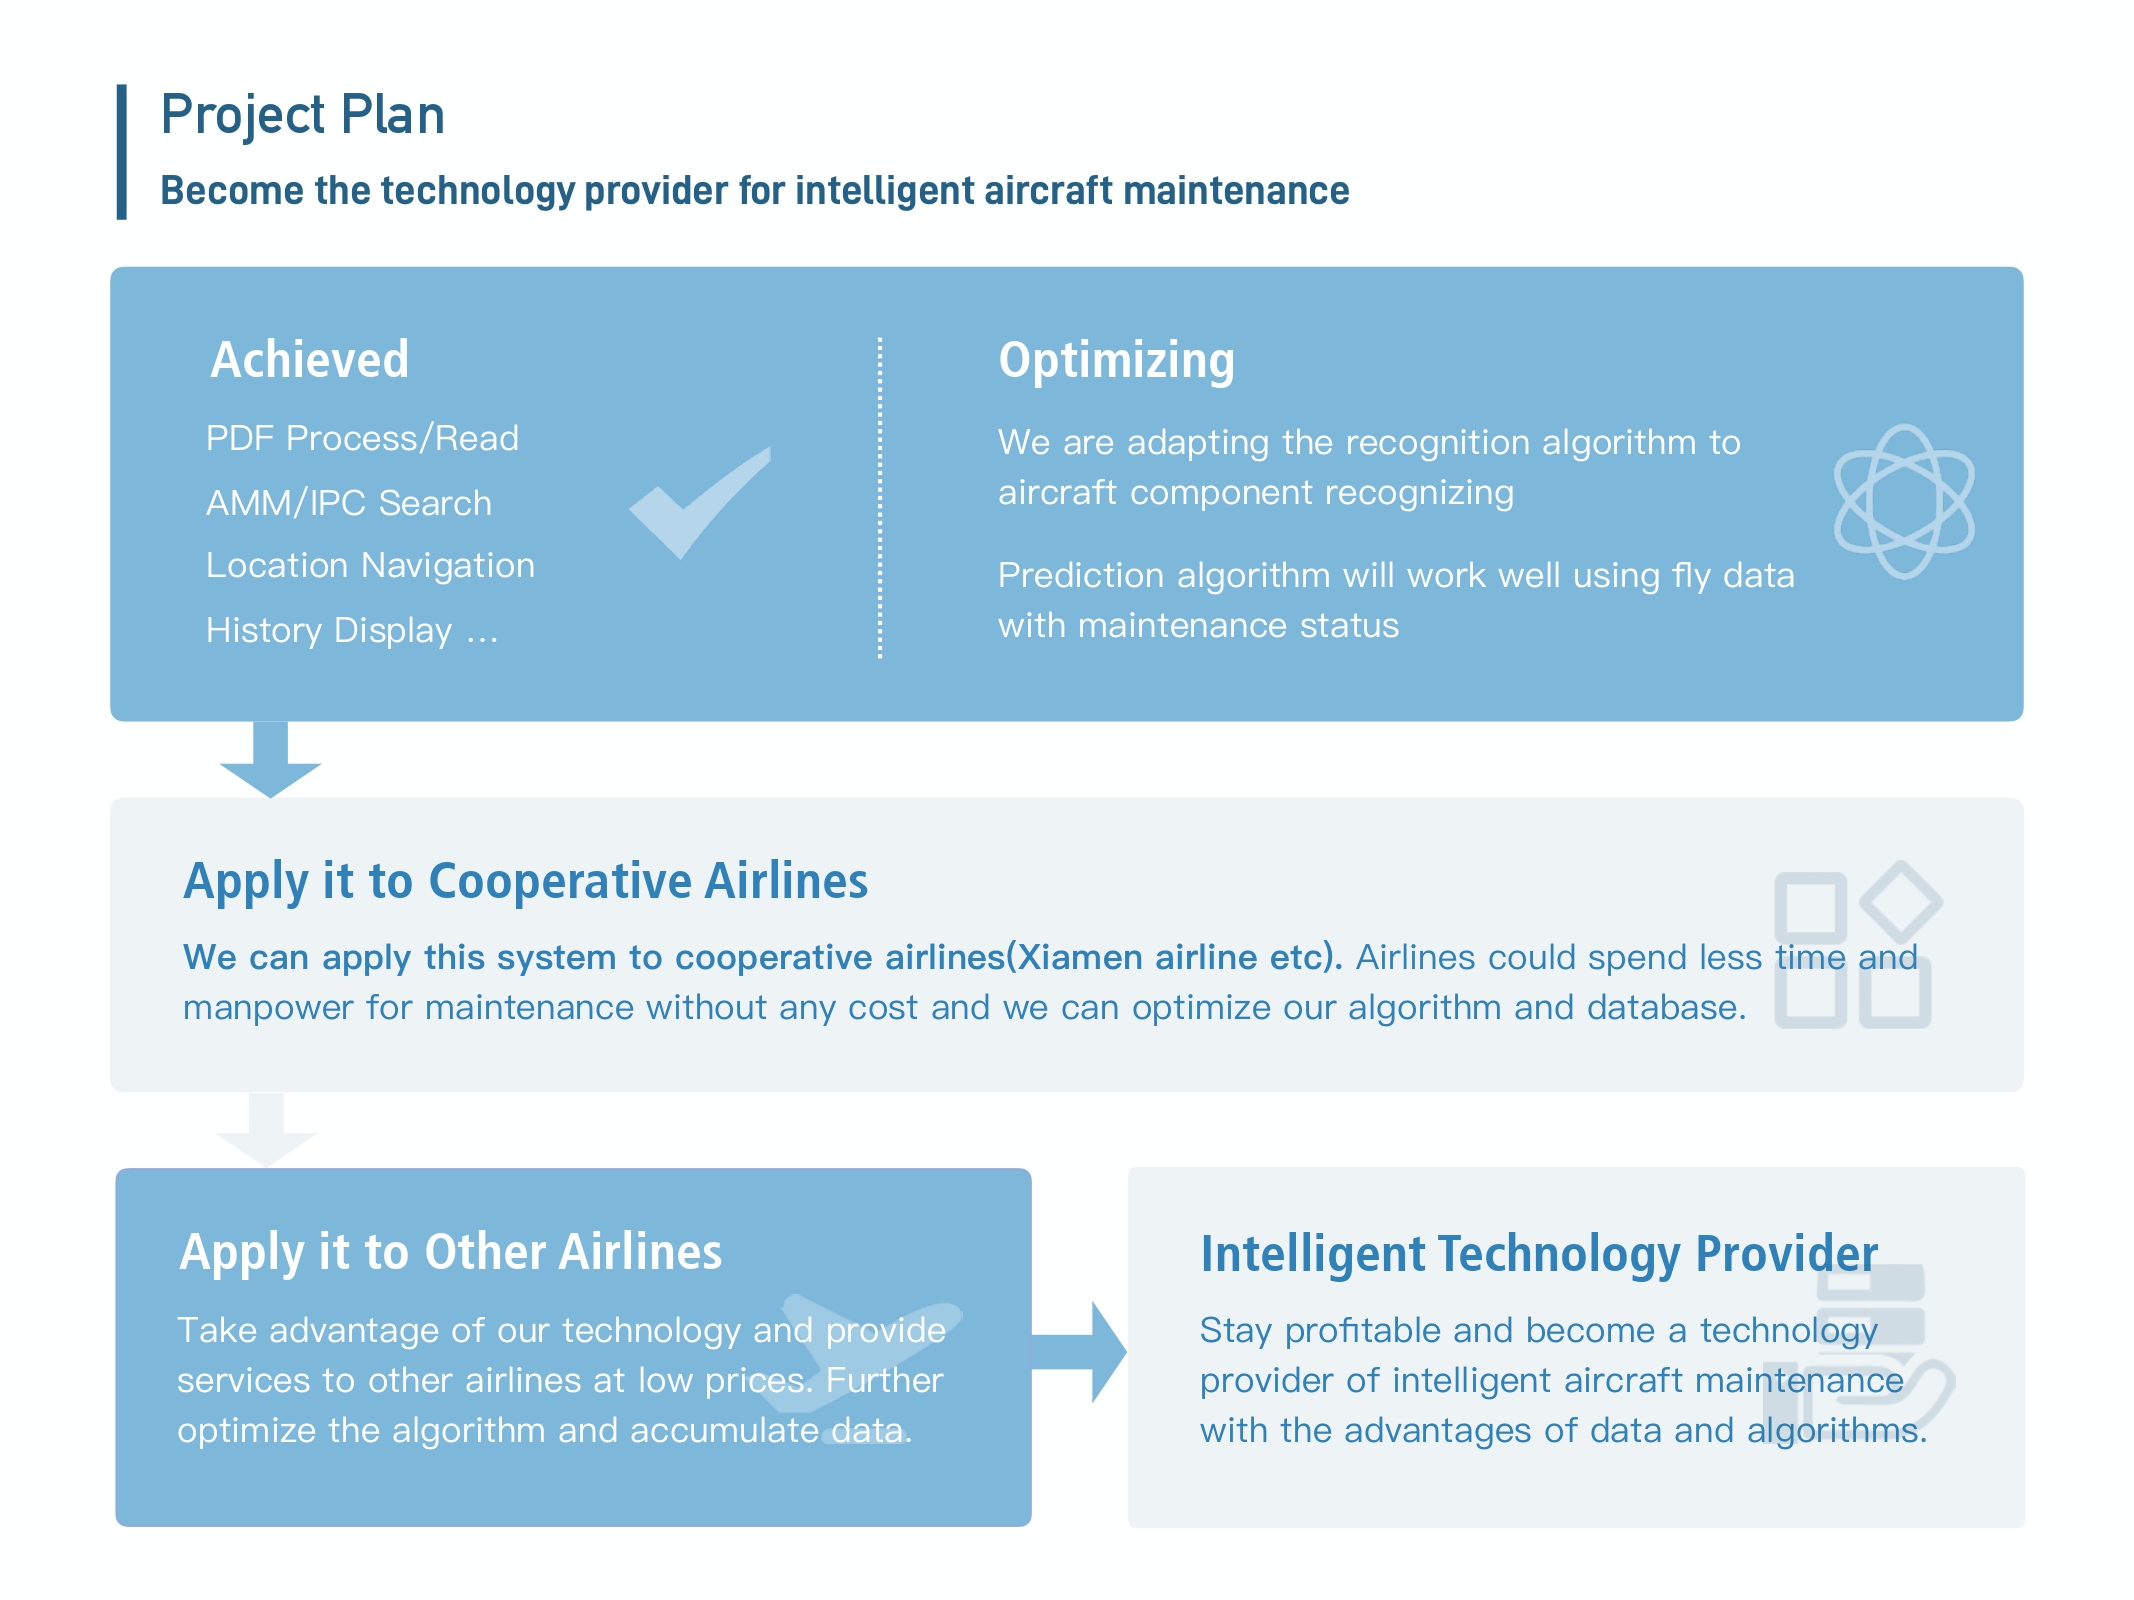 Project Plan
Become the technology provider for intelligent aircraft maintenance
Achieved
PDF Process/Read
AMM/IPC Search
Location Navigation
History Display ...
Optimizing
We are adapting the recognition algorithm to
aircraft component recognizing
Prediction algorithm will work well using fly data
with maintenance status
Apply it to Cooperative Airlines
We can apply this system to cooperative airlines(Xiamen airline etc). Airlines could spend less time and
manpower for maintenance without any cost and we can optimize our algorithm and database.
Apply it to Other Airlines
Take advantage of our technology and provide
services to other airlines at low prices. Further
optimize the algorithm and accumulate data.
Intelligent Technology Provider
Stay profitable and become a technology
provider of intelligent aircraft maintenance
with the advantages of data and algorithms.